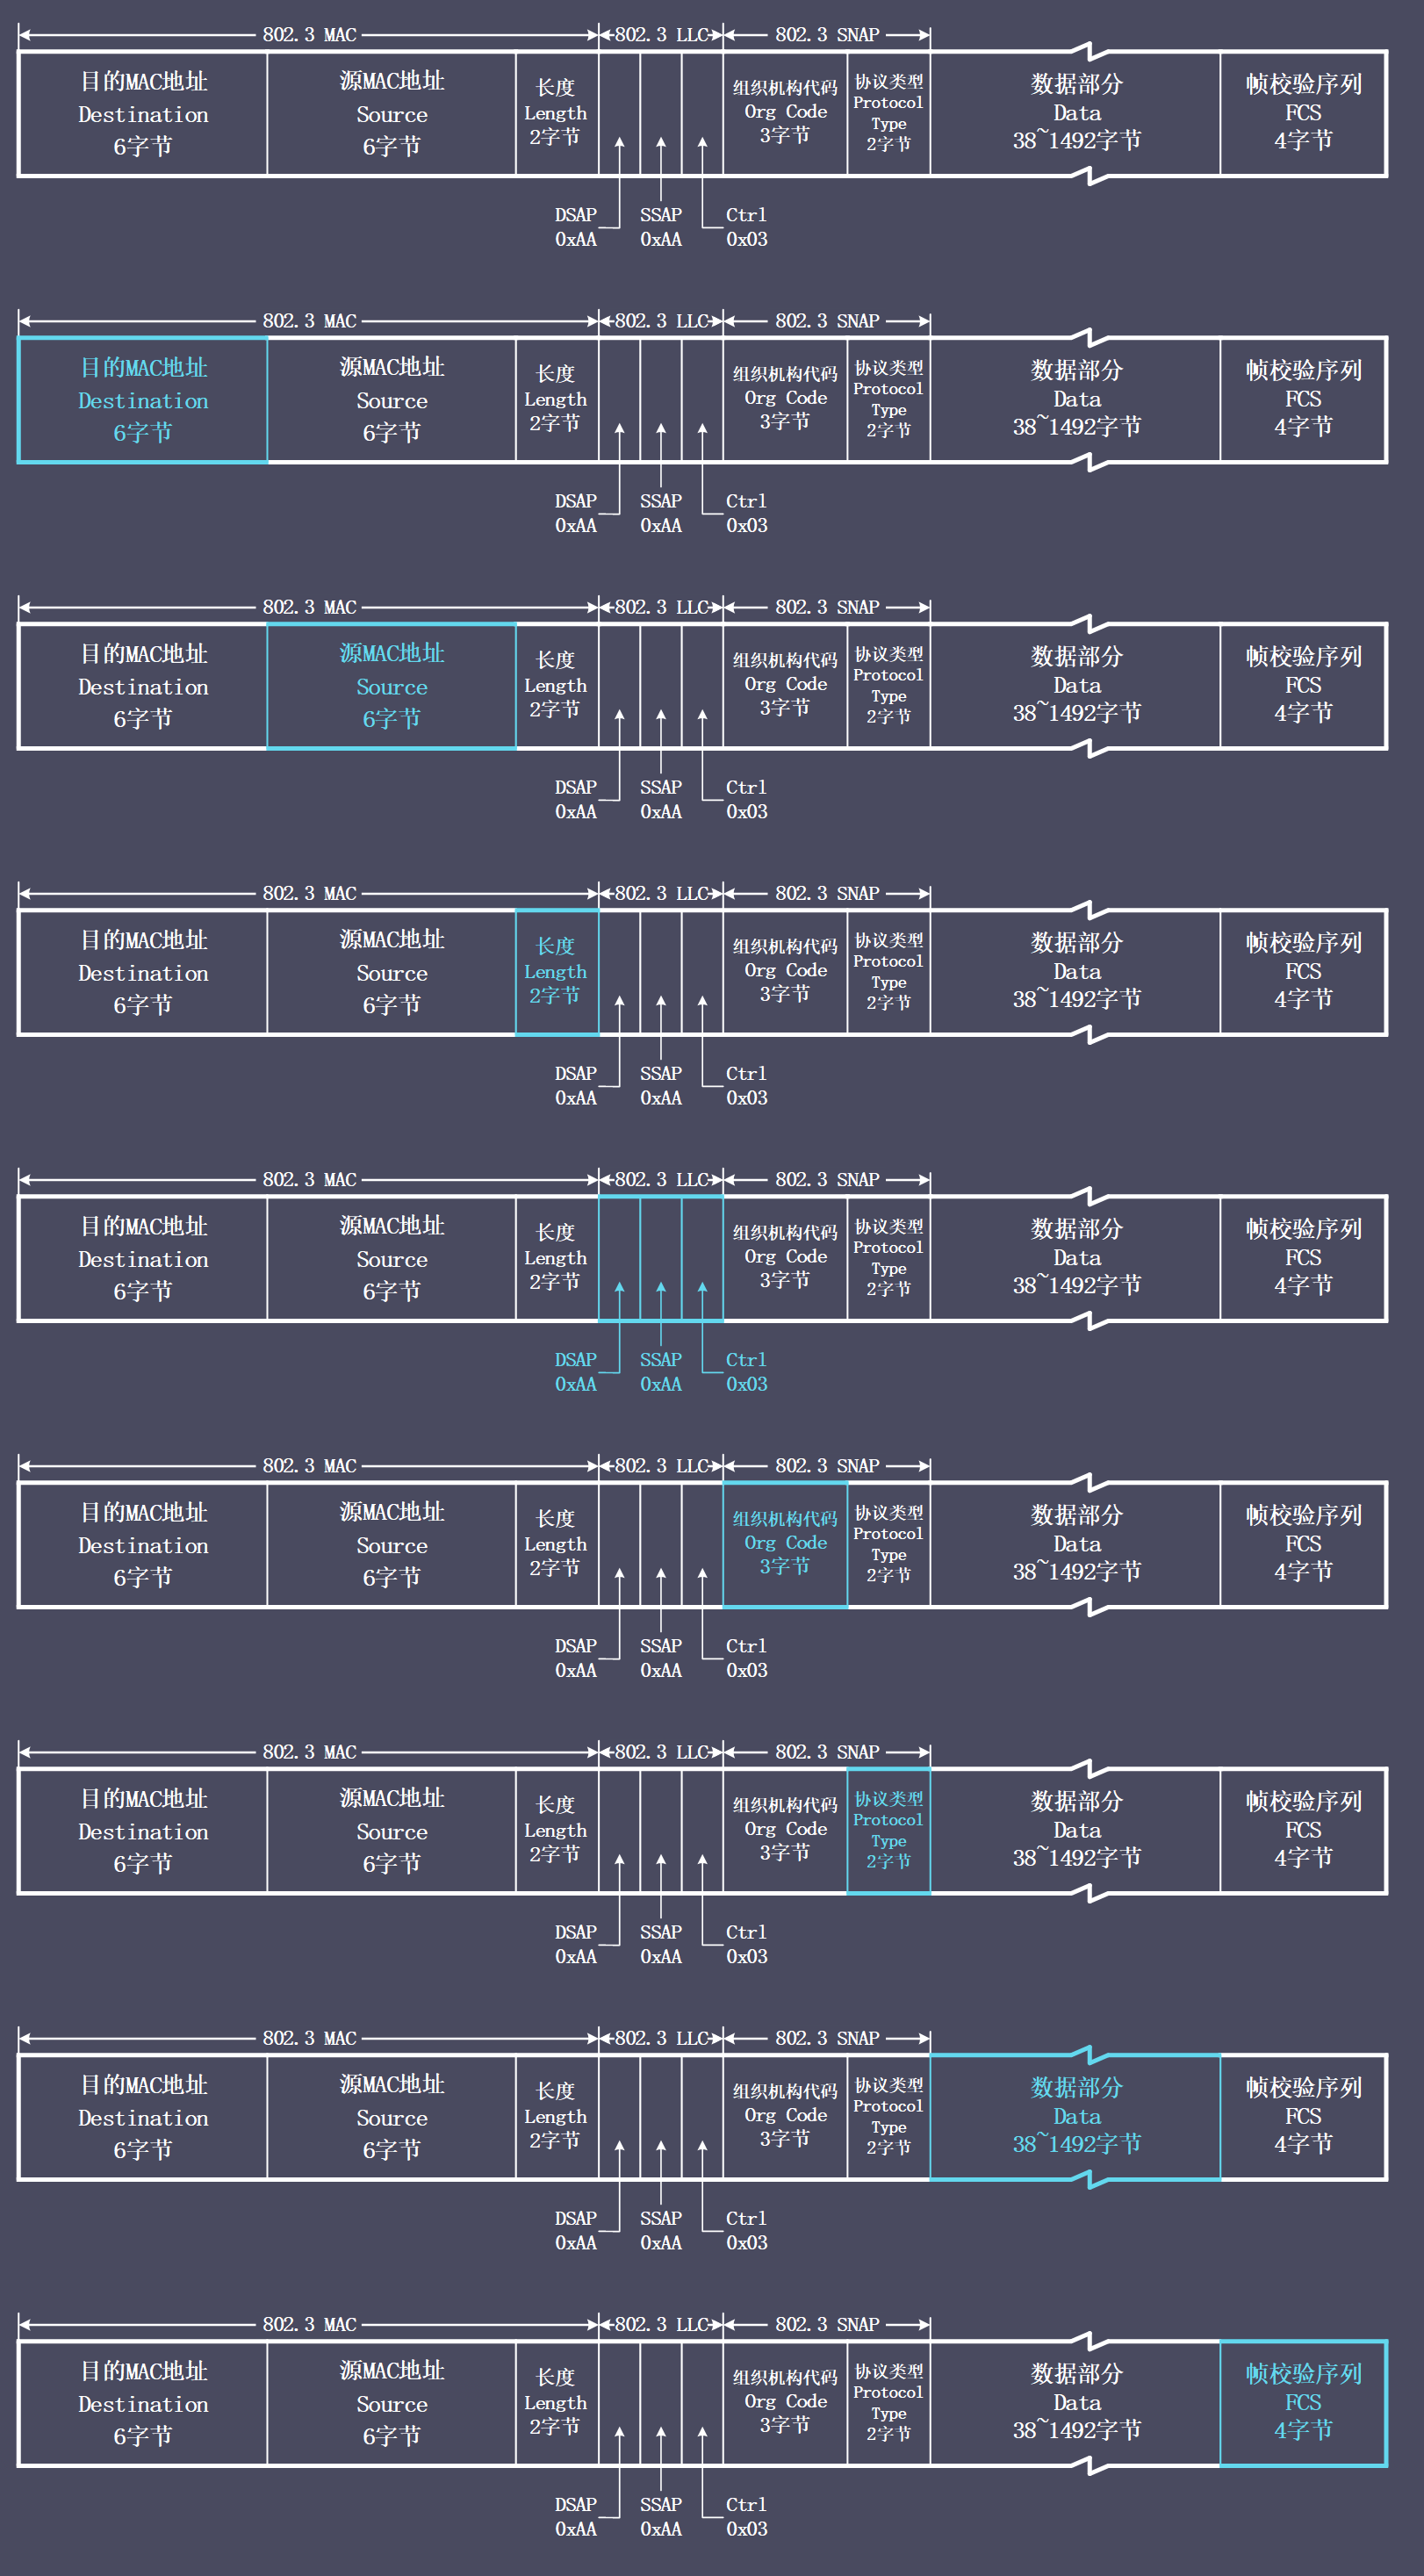 802.3 MAC 802.3 LLC 802.3 SNAP
目的MAC地址
Destination
6字节
源MAC地址
Source
6字节
长度
Length
2字节
组织机构代码
Org Code
3字节
协议类型
Protocol
Type
2字节
数据部分
Data
38~1492字节
帧校验序列
FCS
4字节
DSAP
0xAA
SSAP
0xAA
Ctrl
0x03
802.3 MAC 802.3 LLC 802.3 SNAP
目的MAC地址
Destination
6字节
源MAC地址
Source
6字节
长度
Length
2字节
组织机构代码
Org Code
3字节
协议类型
Protocol
Type
2字节
数据部分
Data
38~1492字节
帧校验序列
FCS
4字节
DSAP
0xAA
SSAP
0xAA
Ctrl
0x03
802.3 MAC 802.3 LLC 802.3 SNAP
目的MAC地址
Destination
6字节
源MAC地址
Source
6字节
长度
Length
2字节
组织机构代码
Org Code
3字节
协议类型
Protocol
Type
2字节
数据部分
Data
38~1492字节
帧校验序列
FCS
4字节
DSAP
0xAA
SSAP
0xAA
Ctrl
0x03
802.3 MAC 802.3 LLC 802.3 SNAP
目的MAC地址
Destination
6字节
源MAC地址
Source
6字节
长度
Length
2字节
组织机构代码
Org Code
3字节
协议类型
Protocol
Type
2字节
数据部分
Data
38~1492字节
帧校验序列
FCS
4字节
DSAP
0xAA
SSAP
0xAA
Ctrl
0x03
802.3 MAC 802.3 LLC 802.3 SNAP
目的MAC地址
Destination
6字节
源MAC地址
Source
6字节
长度
Length
2字节
组织机构代码
Org Code
3字节
协议类型
Protocol
Type
2字节
数据部分
Data
38~1492字节
帧校验序列
FCS
4字节
DSAP
0xAA
SSAP
0xAA
Ctrl
0x03
802.3 MAC 802.3 LLC 802.3 SNAP
目的MAC地址
Destination
6字节
源MAC地址
Source
6字节
长度
Length
2字节
组织机构代码
Org Code
3字节
协议类型
Protocol
Type
2字节
数据部分
Data
38~1492字节
帧校验序列
FCS
4字节
DSAP
0xAA
SSAP
0xAA
Ctrl
0x03
802.3 MAC 802.3 LLC 802.3 SNAP
目的MAC地址
Destination
6字节
源MAC地址
Source
6字节
长度
Length
2字节
组织机构代码
Org Code
3字节
协议类型
Protocol
Type
2字节
数据部分
Data
38~1492字节
帧校验序列
FCS
4字节
DSAP
0xAA
SSAP
0xAA
Ctrl
0x03
802.3 MAC 802.3 LLC 802.3 SNAP
目的MAC地址
Destination
6字节
源MAC地址
Source
6字节
长度
Length
2字节
组织机构代码
Org Code
3字节
协议类型
Protocol
Type
2字节
数据部分
Data
38~1492字节
帧校验序列
FCS
4字节
DSAP
0xAA
SSAP
0xAA
Ctrl
0x03
802.3 MAC 802.3 LLC 802.3 SNAP
目的MAC地址
Destination
6字节
源MAC地址
Source
6字节
长度
Length
2字节
组织机构代码
Org Code
3字节
协议类型
Protocol
Type
2字节
数据部分
Data
38~1492字节
帧校验序列
FCS
4字节
DSAP
0xAA
SSAP
0xAA
Ctrl
0x03